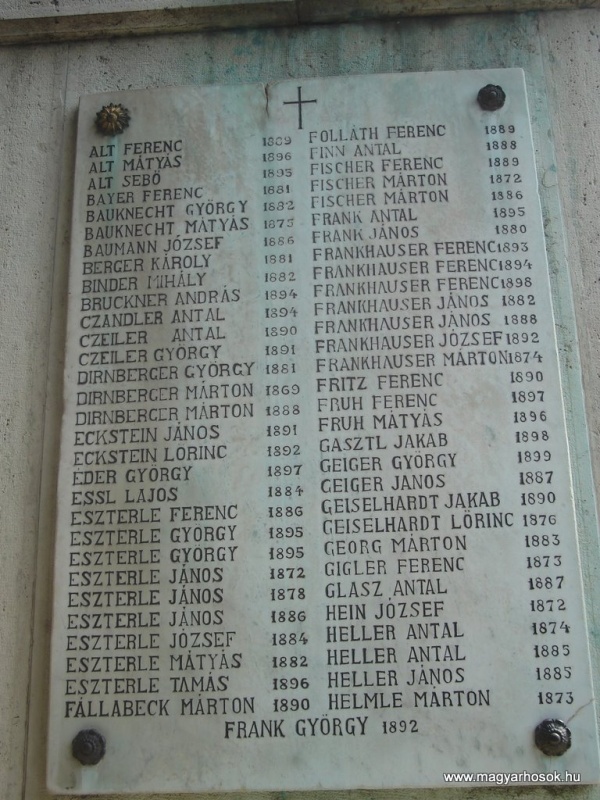 ALT FERENC 1889
ALT MÁTYÁS 1896
ALT SEBŐ 1893
BAYER FERENC 1881
BAUKNECHT GYÖRGY 1882
BAUKNECHT MÁTYÁS 1873
BAUMANN JÓZSEF 1886
BERGER KÁROLY 1881
BINDER MIHÁLY 1882
BRUCKNER ANDRÁS 1894
CZANDLER ANTAL 1894
CZEILER ANTAL 1890
CZEILER GYÖRGY 1891
DIRNBERGER GYÖRGY 1881
DIRNBERGER MÁRTON 1869
DIRNBERGER MÁRTON 1888
ECKSTEIN JÁNOS 1891
ECKSTEIN LŐRINC 1892
ÉDER GYÖRGY 1897
ESSL LAJOS 1884
ESZTERLE FERENC 1886
ESZTERLE GYÖRGY 1895
ESZTERLE GYÖRGY 1895
ESZTERLE JÁNOS 1872
ESZTERLE JÁNOS 1878
ESZTERLE JÁNOS 1886
ESZTERLE JÓZSEF 1884
ESZTERLE MÁTYÁS 1882
ESZTERLE TAMÁS 1896
FÁLLABECK MÁRTON 1890
FOLLÁTH FERENC 1889
FINN ANTAL 1888
FISCHER FERENC 1889
FISCHER MÁRTON 1872
FISCHER MÁRTON 1886
FRANK ANTAL 1895
FRANK JÁNOS 1880
FRANKHAUSER FERENC 1893
FRANKHAUSER FERENC 1894
FRANKHAUSER FERENC 1898
FRANKHAUSER JÁNOS 1882
FRANKHAUSER JÁNOS 1888
FRANKHAUSER JÓZSEF 1892
FRANKHAUSER MÁRTON 1874
FRITZ FERENC 1890
FRUH FERENC 1897
FRUH MÁTYÁS 1896
GASZTL JAKAB 1898
GEIGER GYÖRGY 1899
GEIGER JÁNOS 1887
GEISELHARDT JAKAB 1890
GEISELHARDT LŐRINC 1876
GEORG MÁRTON 1883
GIGLER FERENC 1873
GLASZ ANTAL 1887
HEIN JÓZSEF 1872
HELLER ANTAL 1874
HELLER ANTAL 1885
HELLER JÁNOS 1885
HELMLE MÁRTON 1873
FRANK GYÖRGY 1892
www.magyarhosok.hu